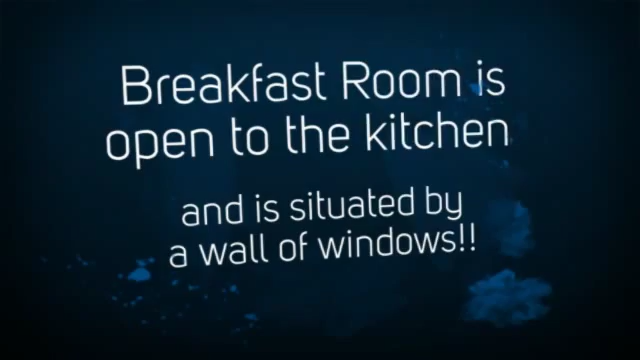 Breakfast Room is
open to the kitchen
and is situated by
a wall of windows!!